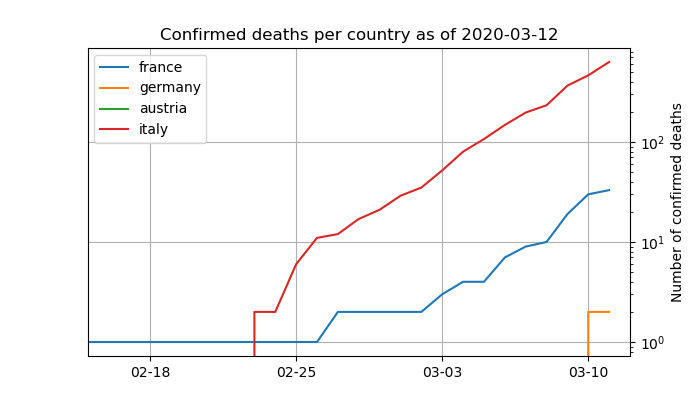 Confirmed deaths per country as of 2020-03-12
france
germany
austria
italy
10²
10¹
10⁰
Number of confirmed deaths
02-18
02-25
03-03
03-10